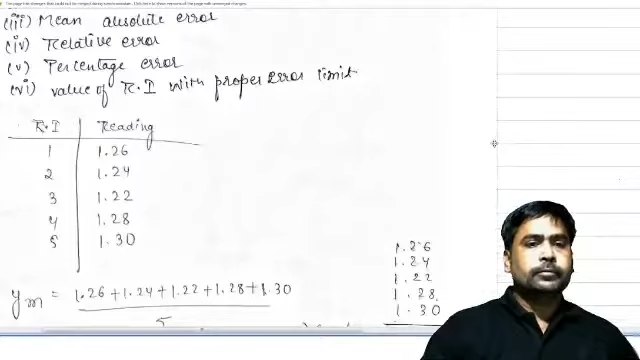 (iii) Mean absolute error
(iv) Relative error
(v) Percentage error
(vi) value of R.I with proper error limit
R.I Reading
1 1.26
2 1.24
3 1.22
4 1.28
5 1.30
ym = 1.26+1.24+1.22+1.28+1.30
5
1.26
1.24
1.22
1.28
1.30